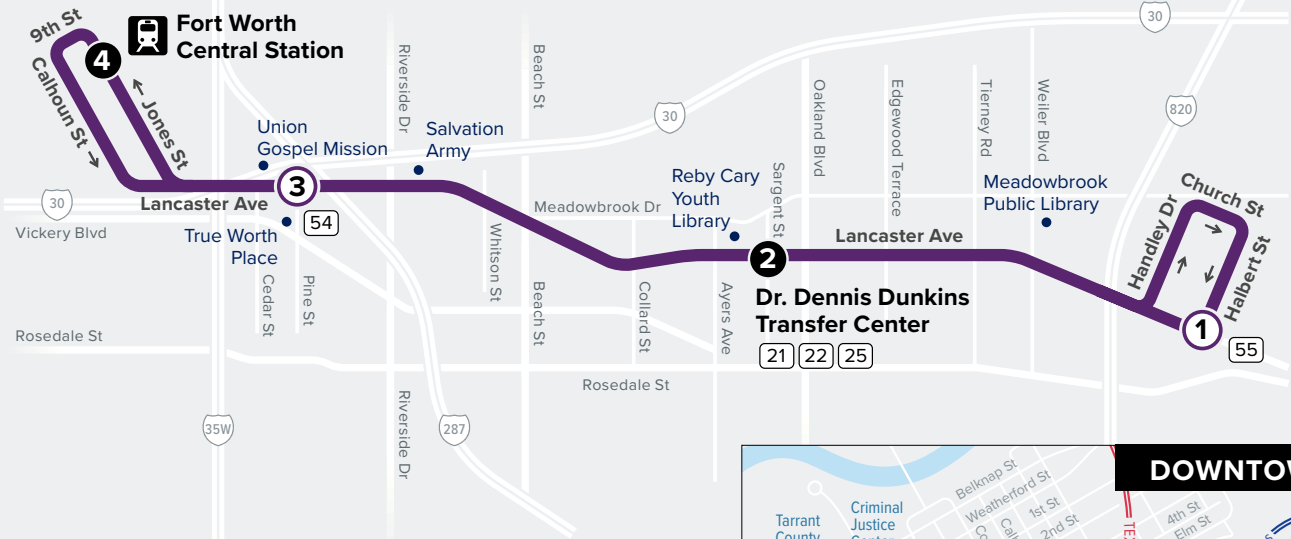 9th St
4
Fort Worth
Central Station
Calhoun St
Jones St
30
Riverside Dr
Beach St
30
820
Union
Gospel Mission
Salvation
Army
Oakland Blvd
Edgewood Terrace
Tierney Rd
Weiler Blvd
Sargent St
Reby Cary
Youth
Library
Meadowbrook
Public Library
Church St
Handley Dr
Halbert St
3
30
Lancaster Ave
54
Vickery Blvd
True Worth
Place
Meadowbrook Dr
Whitson St
Lancaster Ave
2
Dr. Dennis Dunkins
Transfer Center
21
22
25
1
55
Cedar St
Pine St
Beach St
Collard St
Ayers Ave
Rosedale St
Rosedale St
Riverside Dr
35W
287
DOWNTOW
Belknap St
Weatherford St
1st St
2nd St
4th St
Elm St
Criminal
Justice
Tarrant
County
TEX